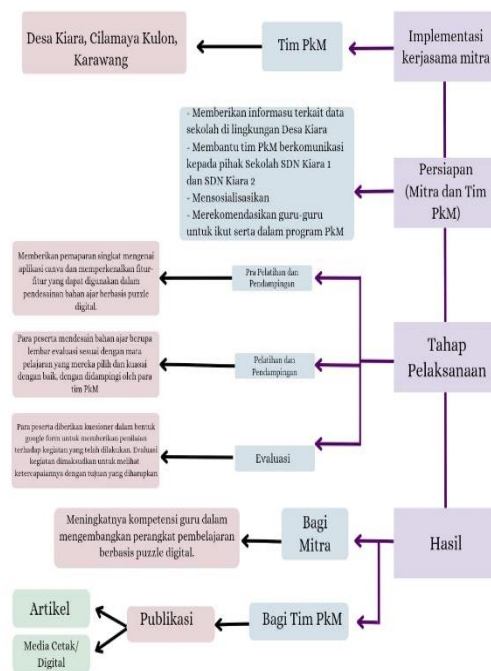 Desa Kiara, Cilamaya Kulon,
Karawang
Tim PkM
Implementasi
kerjasama mitra
- Memberikan informasu terkait data
sekolah di lingkungan Desa Kiara
- Membantu tim PkM berkomunikasi
kepada pihak Sekolah SDN Kiara 1
dan SDN Kiara 2
- Mensosialisasikan
- Merekomendasikan guru-guru
untuk ikut serta dalam program PkM
Persiapan
(Mitra dan Tim
PkM)
Memberikan pemaparan singkat mengenai
aplikasi canva dan memperkenalkan fitur-
fitur yang dapat digunakan dalam
pendesainan bahan ajar berbasis puzzle
digital.
Pra Pelatihan dan
Pendampingan
Para peserta mendesain bahan ajar berupa
lembar evaluasi sesuai dengan mata
pelajaran yang mereka pilih dan kuasai
dengan baik, dengan didampingi oleh para
tim PkM
Pelatihan dan
Pendampingan
Tahap
Pelaksanaan
Para peserta diberikan kuesioner dalam bentuk
google form untuk memberikan penilaian
terhadap kegiatan yang telah dilakukan. Evaluasi
kegiatan dimaksudkan untuk melihat
ketercapaiannya dengan tujuan yang diharapkan
Evaluasi
Meningkatnya kompetensi guru dalam
mengembangkan perangkat pembelajaran
berbasis puzzle digital.
Bagi
Mitra
Hasil
Artikel
Media Cetak/
Digital
Publikasi
Bagi Tim PKM